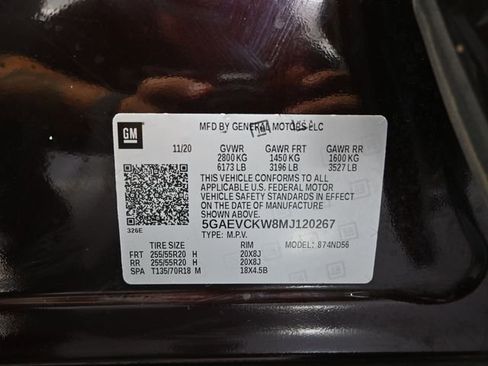 GM
MFD BY GENERAL MOTORS LLC
11/20 GVWR GAWR FRT GAWR RR
2800 KG 1450 KG 1600 KG
6173 LB 3196 LB 3527 LB
THIS VEHICLE CONFORMS TO ALL
APPLICABLE U.S. FEDERAL MOTOR
VEHICLE SAFETY STANDARDS IN EFFECT
ON THE DATE OF MANUFACTURE
SHOWN ABOVE.
326E 5GAEVCKW8MJ120267
TYPE: M.P.V.
TIRE SIZE RIM MODEL: 874ND56
FRT 255/55R20 H 20X8J
RR 255/55R20 H 20X8J
SPA T135/70R18 M 18X4.5B